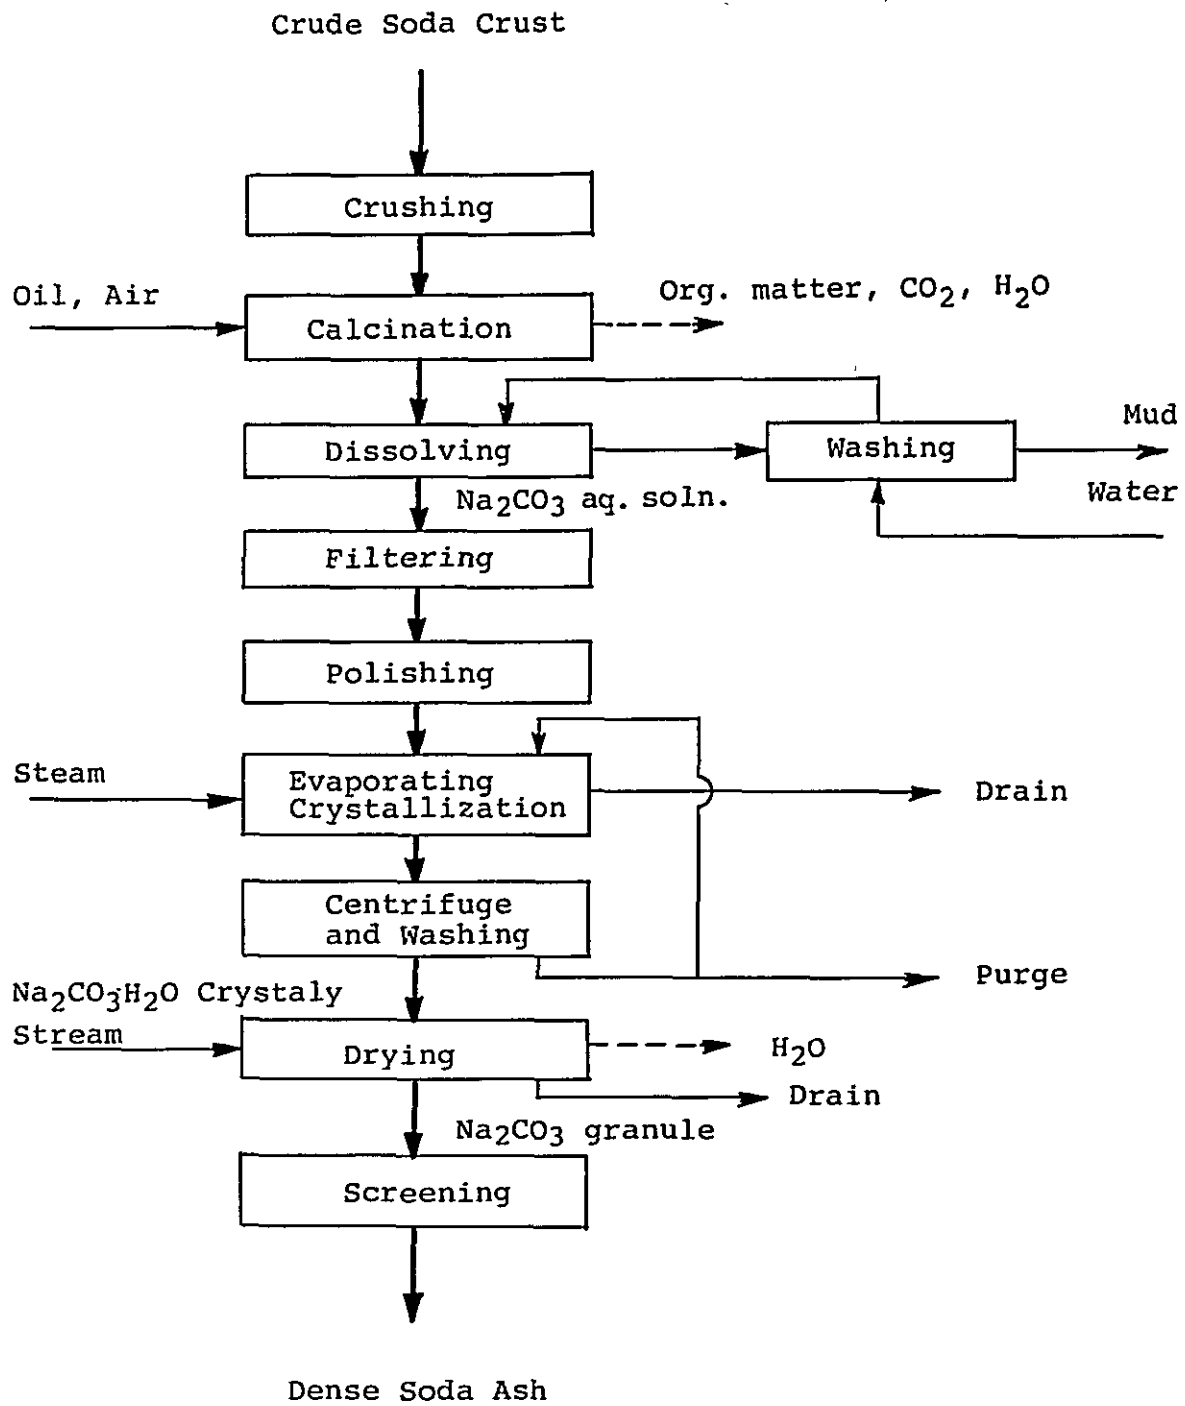 Crude Soda Crust
Crushing
Oil, Air
Org. matter, CO2, H2O
Calcination
Mud
Dissolving
Washing
Water
Na2CO3 aq. soln.
Filtering
Polishing
Steam
Evaporating
Crystallization
Drain
Centrifuge
and Washing
Purge
Na2CO3·H2O Crystaly
Stream
Drying
H2O
Drain
Na2CO3 granule
Screening
Dense Soda Ash